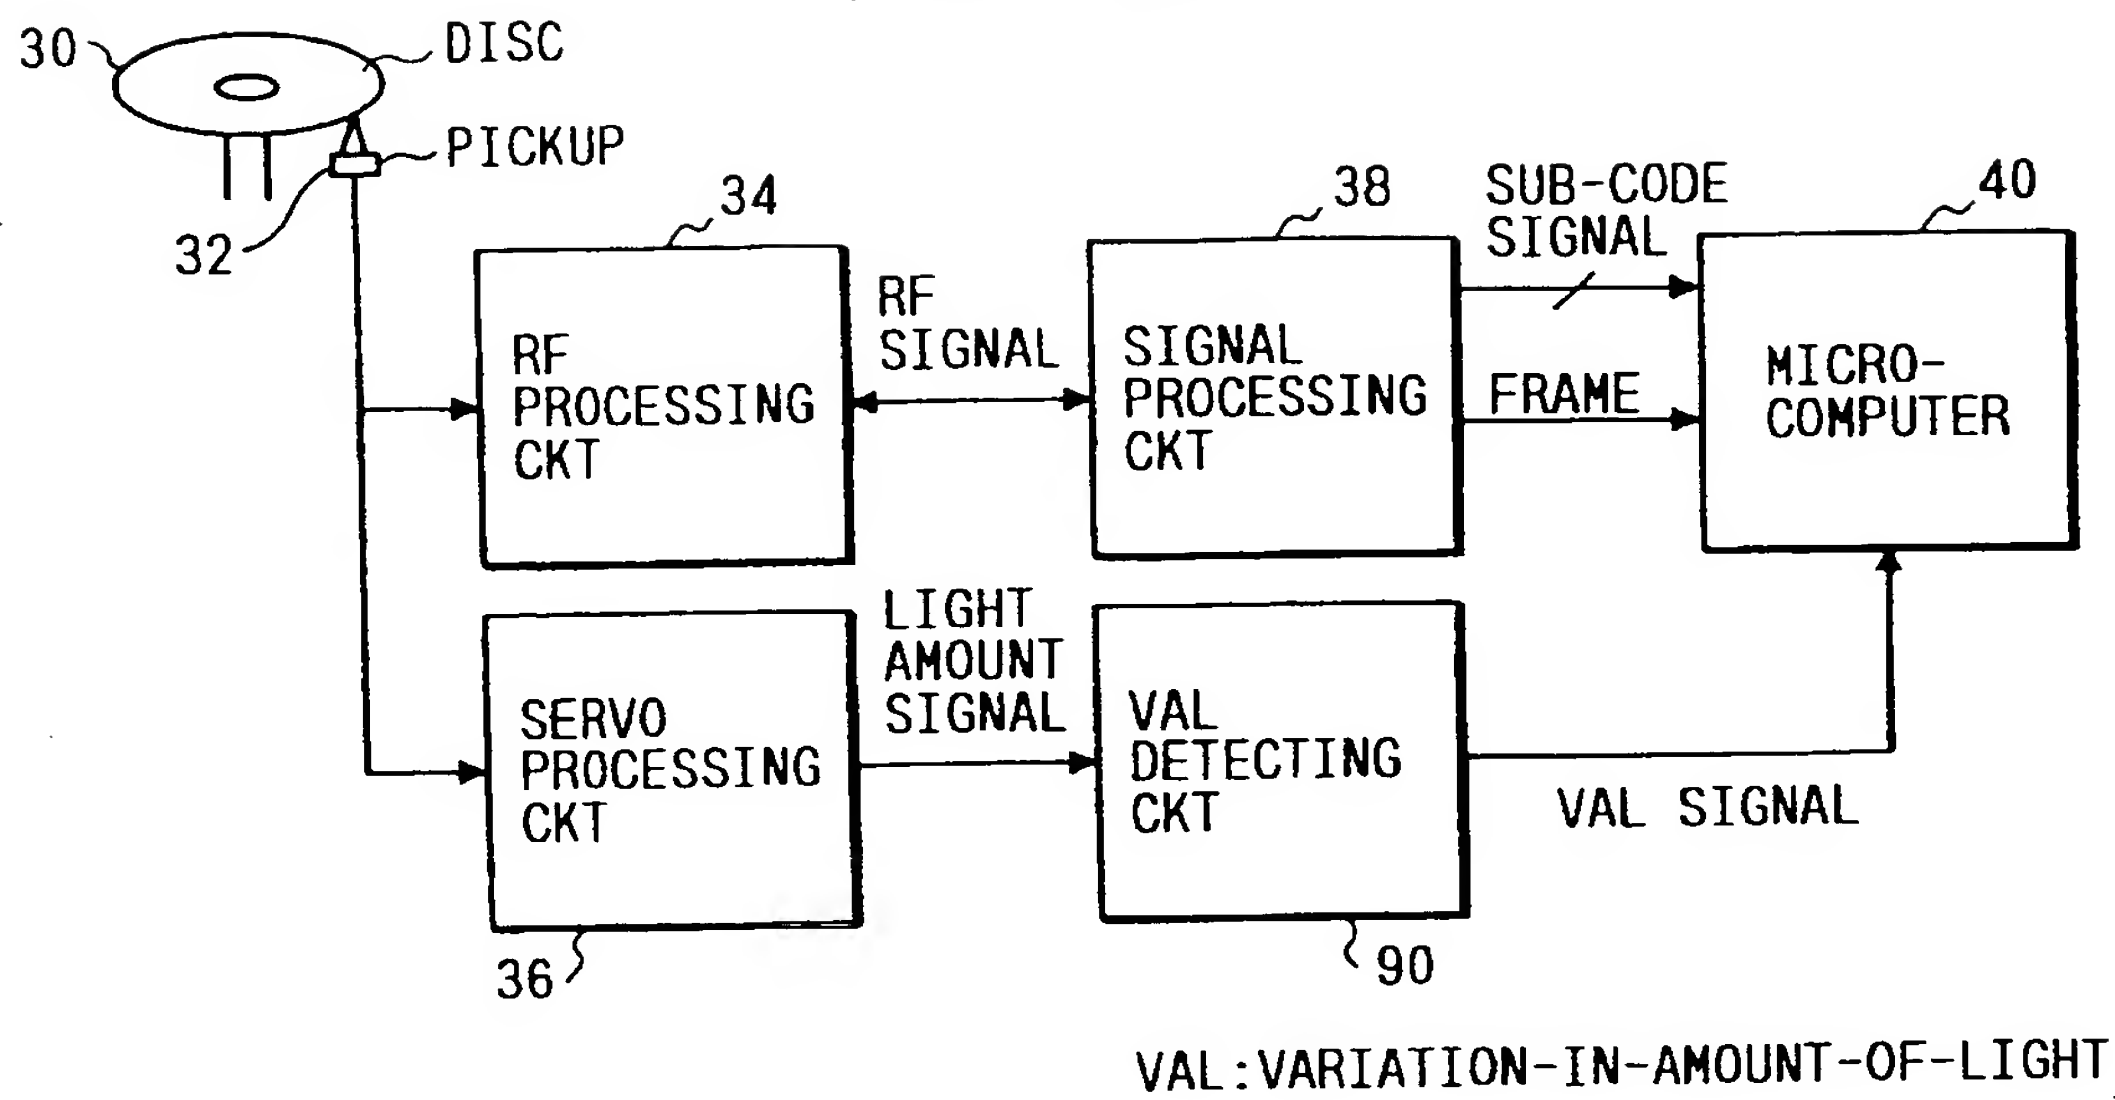 30
DISC
PICKUP
32
34
RF
PROCESSING
CKT
RF
SIGNAL
38
SIGNAL
PROCESSING
CKT
SUB-CODE
SIGNAL
FRAME
40
MICRO-
COMPUTER
SERVO
PROCESSING
CKT
36
LIGHT
AMOUNT
SIGNAL
VAL
DETECTING
CKT
90
VAL SIGNAL
VAL:VARIATION-IN-AMOUNT-OF-LIGHT